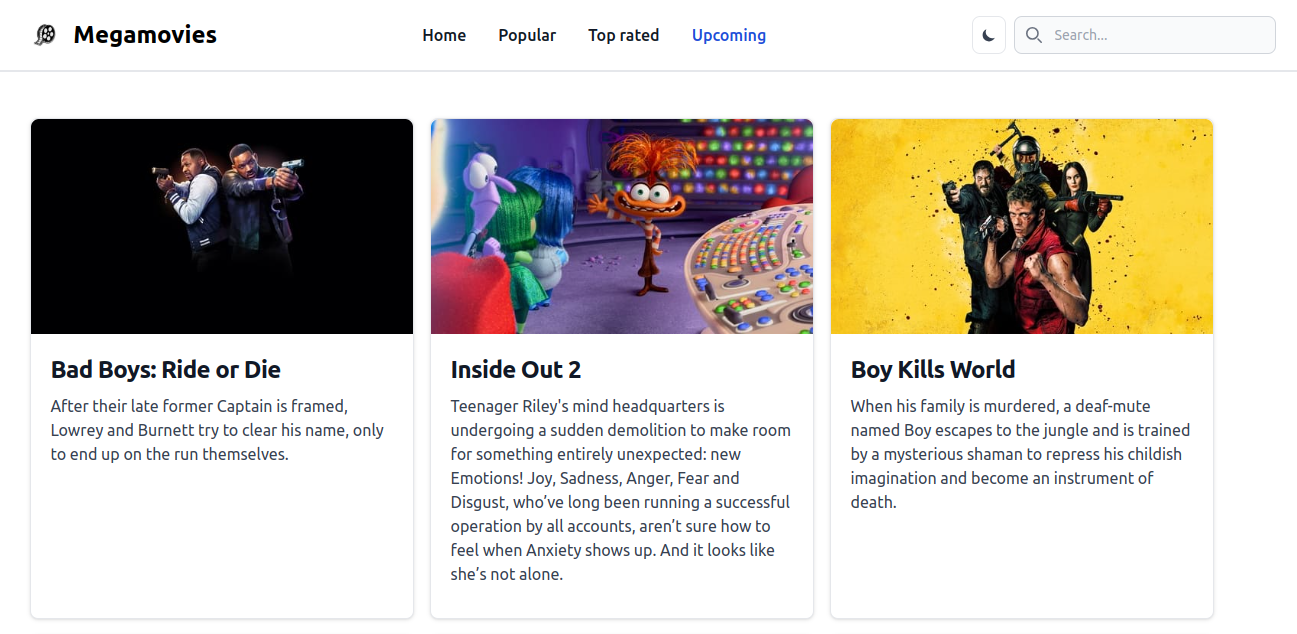 Megamovies
Home
Popular
Top rated
Upcoming
Search...
Bad Boys: Ride or Die
After their late former Captain is framed,
Lowrey and Burnett try to clear his name, only
to end up on the run themselves.
Inside Out 2
Teenager Riley's mind headquarters is
undergoing a sudden demolition to make room
for something entirely unexpected: new
Emotions! Joy, Sadness, Anger, Fear and
Disgust, who’ve long been running a successful
operation by all accounts, aren’t sure how to
feel when Anxiety shows up. And it looks like
she’s not alone.
Boy Kills World
When his family is murdered, a deaf-mute
named Boy escapes to the jungle and is trained
by a mysterious shaman to repress his childish
imagination and become an instrument of
death.